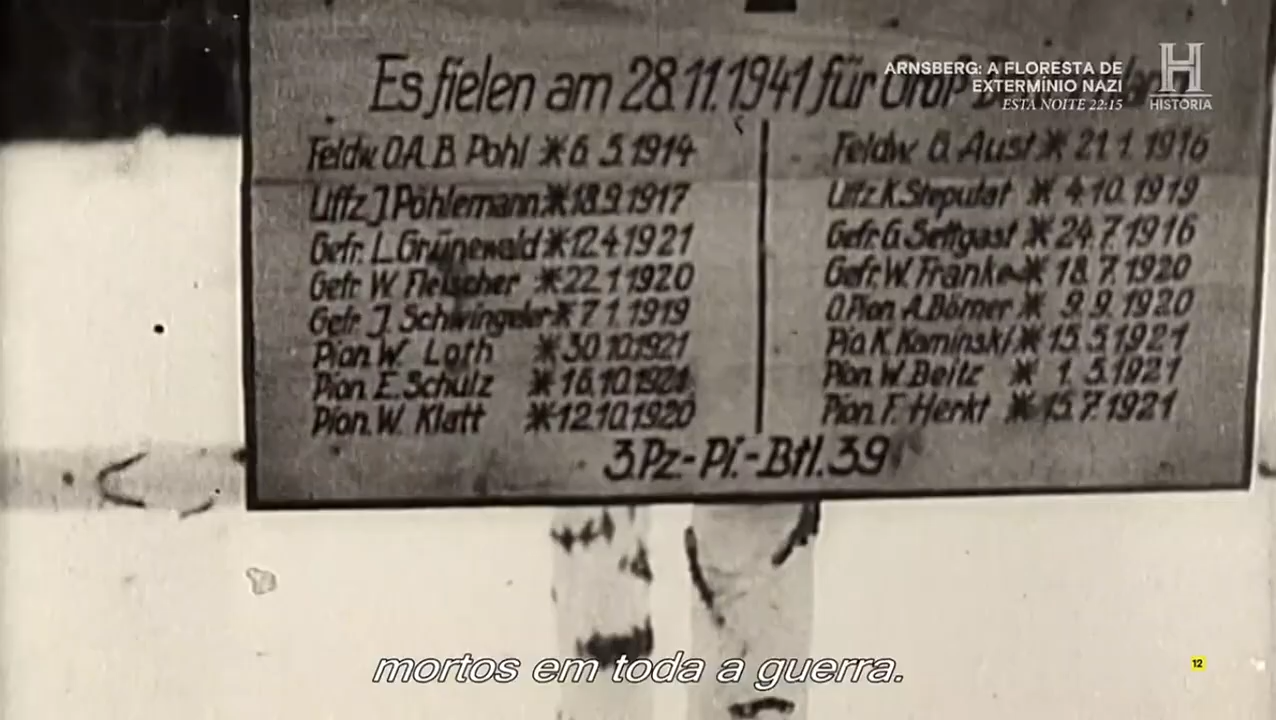 Es fielen am 28.11.1941 für
ARNSBERG: A FLORESTA DE
EXTERMÍNIO NAZI
ESTA NOITE 22:15
H
HISTORIA
Feldw. O.A. B. Pohl * 6. 5. 1914
Uffz. J. Pöhlemann * 18.9.1917
Gefr. L. Grünewald * 12.4.1921
Gefr. W. Fleischer * 22.1.1920
Gefr. J. Schwingeler * 7.1.1919
Pion. W. Loth * 30.10.1921
Pion. E. Schulz * 16.10.1921
Pion. W. Klatt * 12.10.1920
Feldw. O. Aust * 21.1.1916
Uffz. K. Steputat * 4.10.1919
Gefr. G. Settgast * 24.7.1916
Gefr. W. Franke * 18.7.1920
O.Pion. A. Börner * 9.9.1920
Pio. K. Kaminski * 15.5.1921
Pion. W. Beitz * 1.5.1921
Pion. F. Herkt * 15.7.1921
3.Pz.-Pi.-Btl.39
mortos em toda a guerra.
12